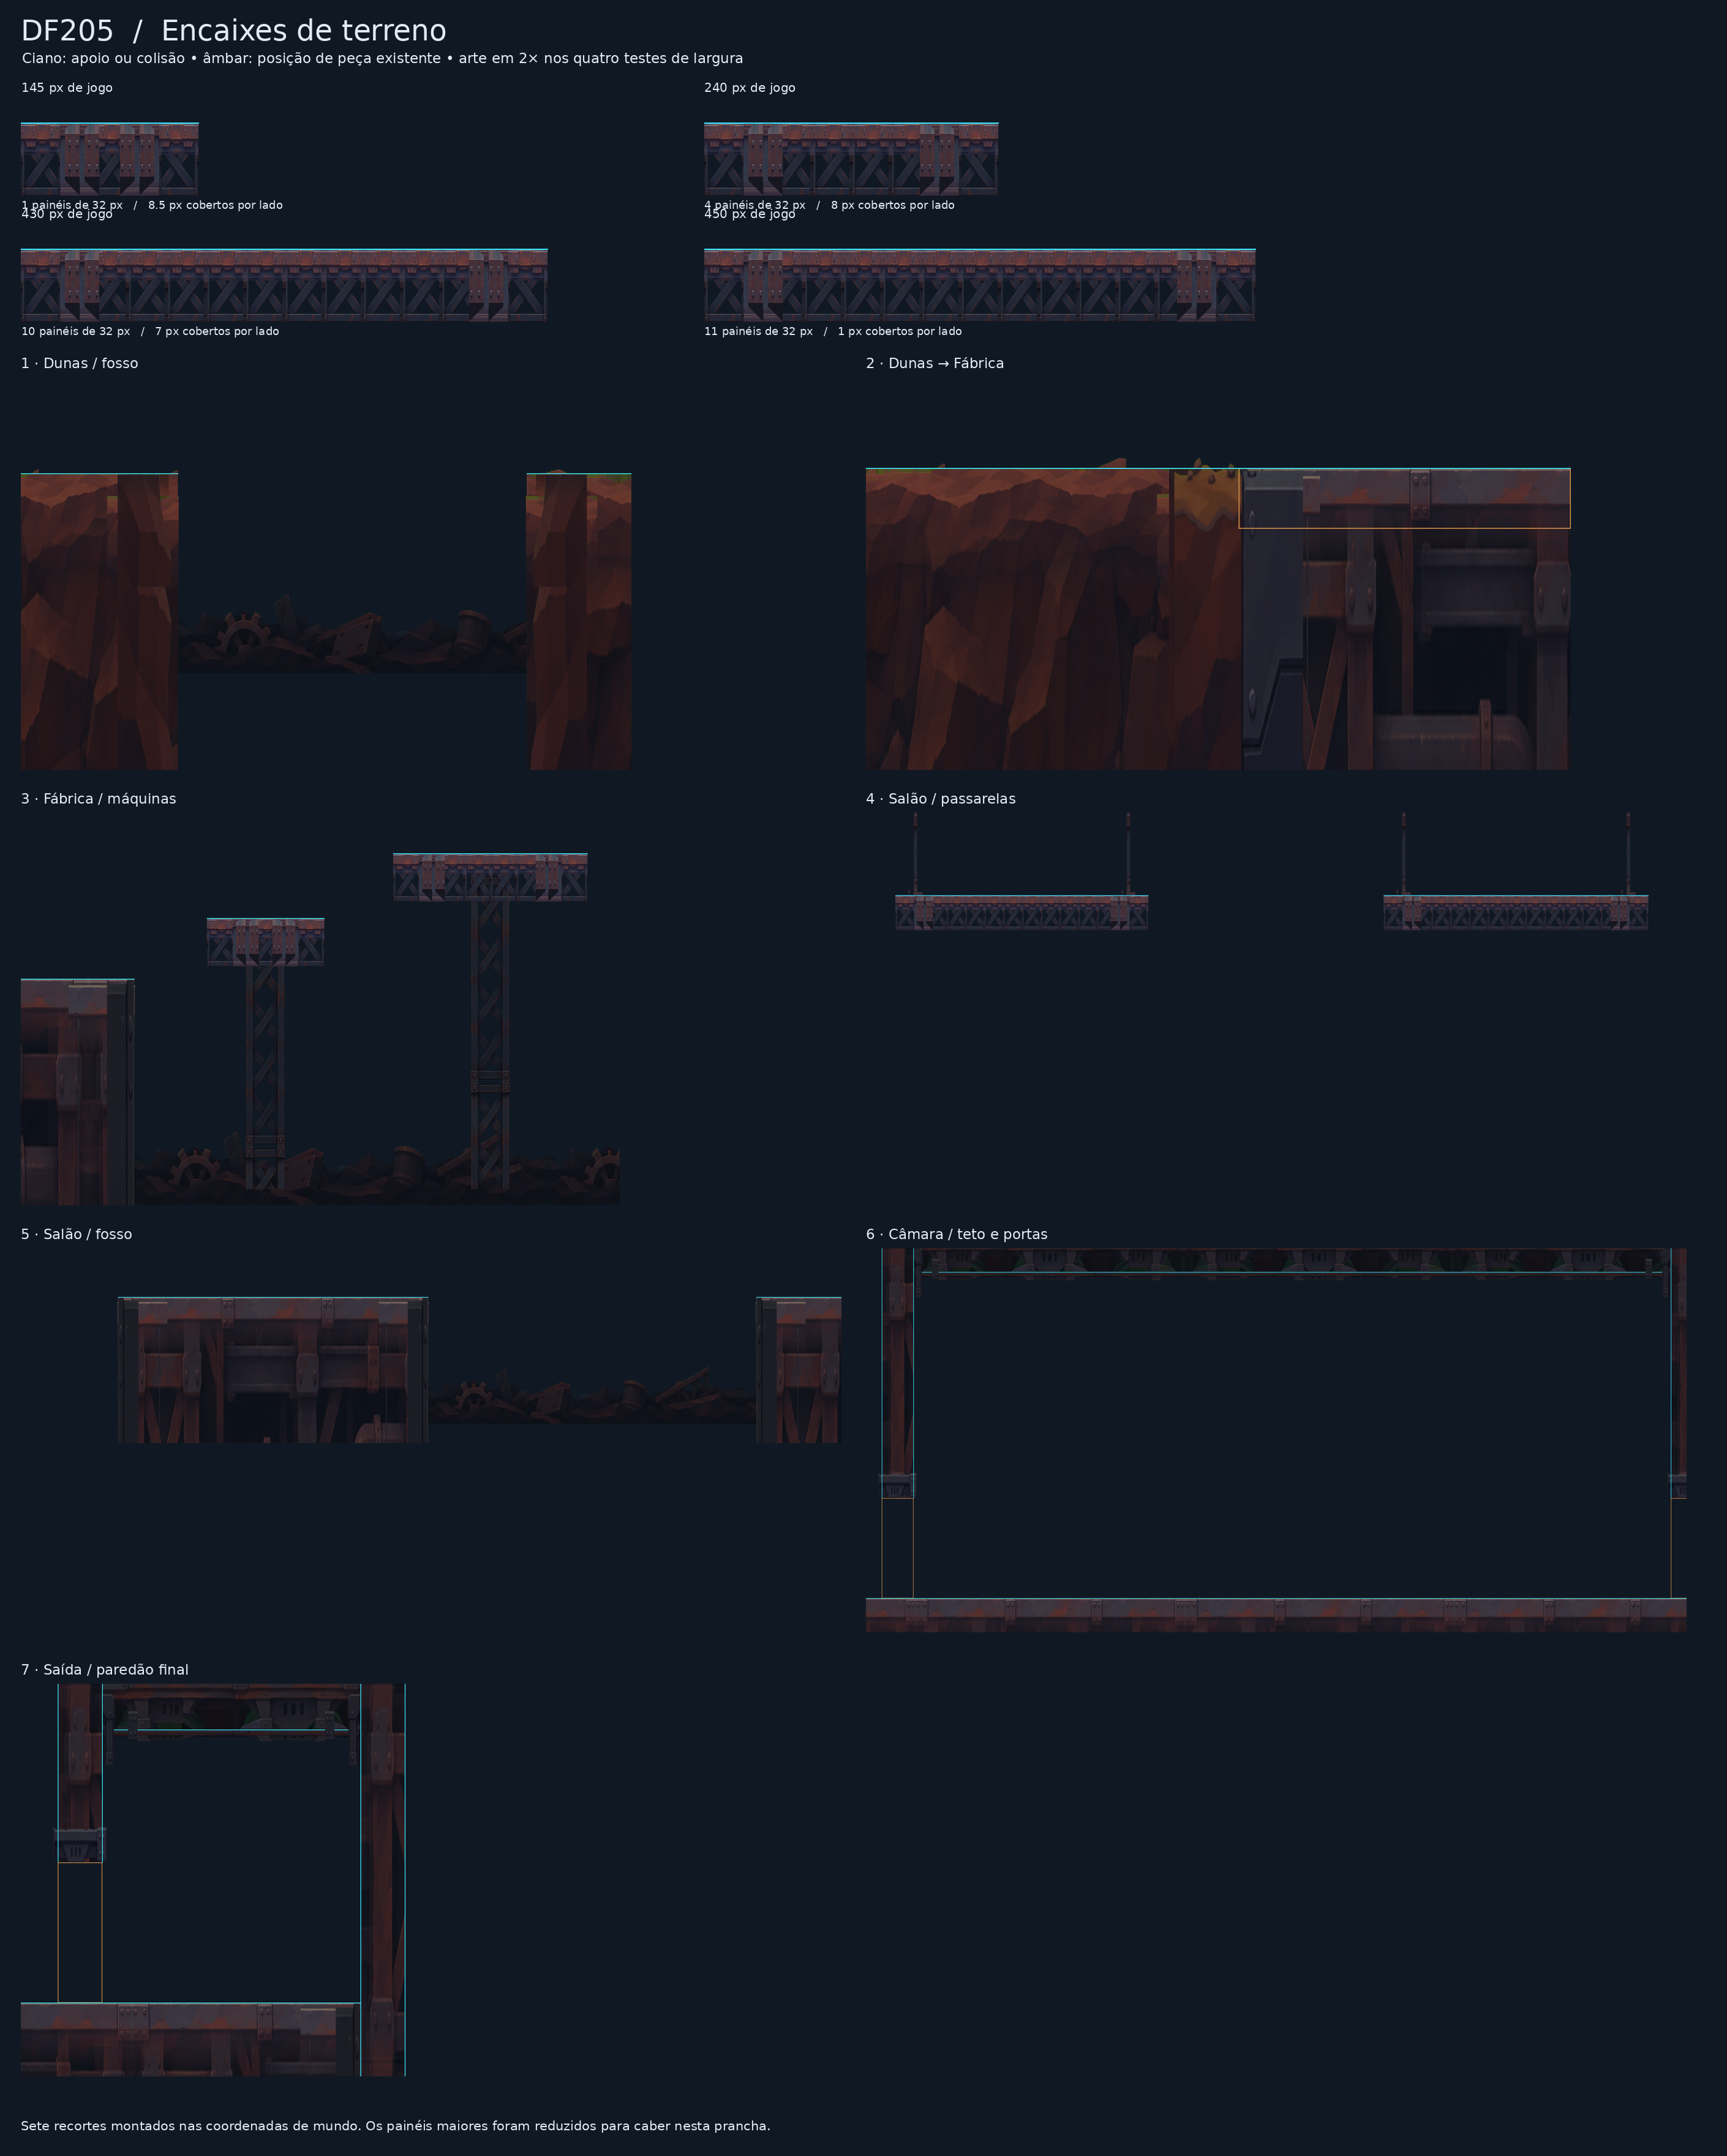 DF205  /  Encaixes de terreno
Ciano: apoio ou colisão • âmbar: posição de peça existente • arte em 2× nos quatro testes de largura
145 px de jogo
240 px de jogo
1 painéis de 32 px   /   8.5 px cobertos por lado
4 painéis de 32 px   /   8 px cobertos por lado
430 px de jogo
450 px de jogo
10 painéis de 32 px   /   7 px cobertos por lado
11 painéis de 32 px   /   1 px cobertos por lado
1 · Dunas / fosso
2 · Dunas → Fábrica
3 · Fábrica / máquinas
4 · Salão / passarelas
5 · Salão / fosso
6 · Câmara / teto e portas
7 · Saída / paredão final
Sete recortes montados nas coordenadas de mundo. Os painéis maiores foram reduzidos para caber nesta prancha.